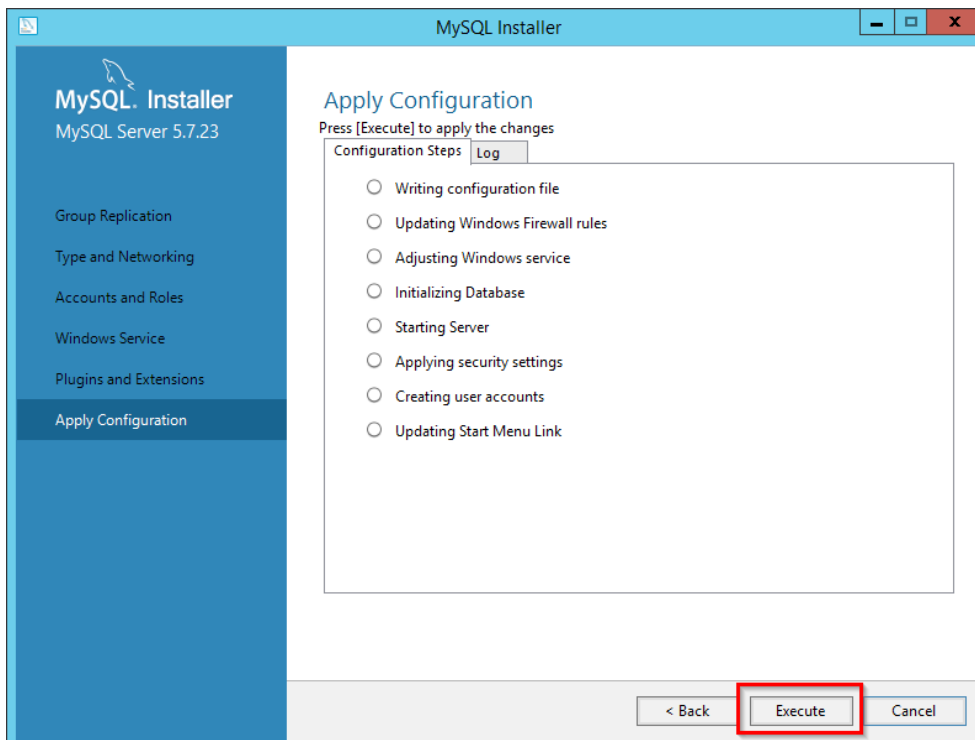 MySQL Installer
MySQL. Installer
MySQL Server 5.7.23
Group Replication
Type and Networking
Accounts and Roles
Windows Service
Plugins and Extensions
Apply Configuration
Apply Configuration
Press [Execute] to apply the changes
Configuration Steps Log
Writing configuration file
Updating Windows Firewall rules
Adjusting Windows service
Initializing Database
Starting Server
Applying security settings
Creating user accounts
Updating Start Menu Link
< Back Execute Cancel